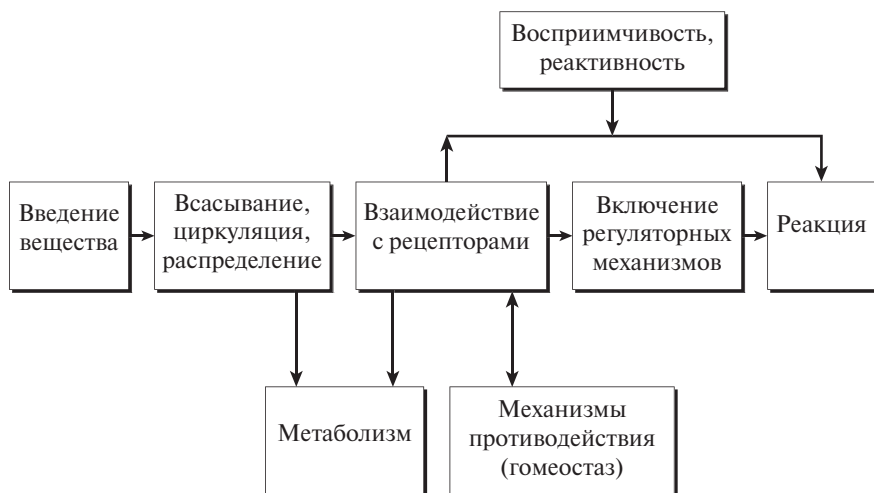 Восприимчивость,
реактивность
Введение
вещества
Всасывание,
циркуляция,
распределение
Взаимодействие
с рецепторами
Включение
регуляторных
механизмов
Реакция
Метаболизм
Механизмы
противодействия
(гомеостаз)